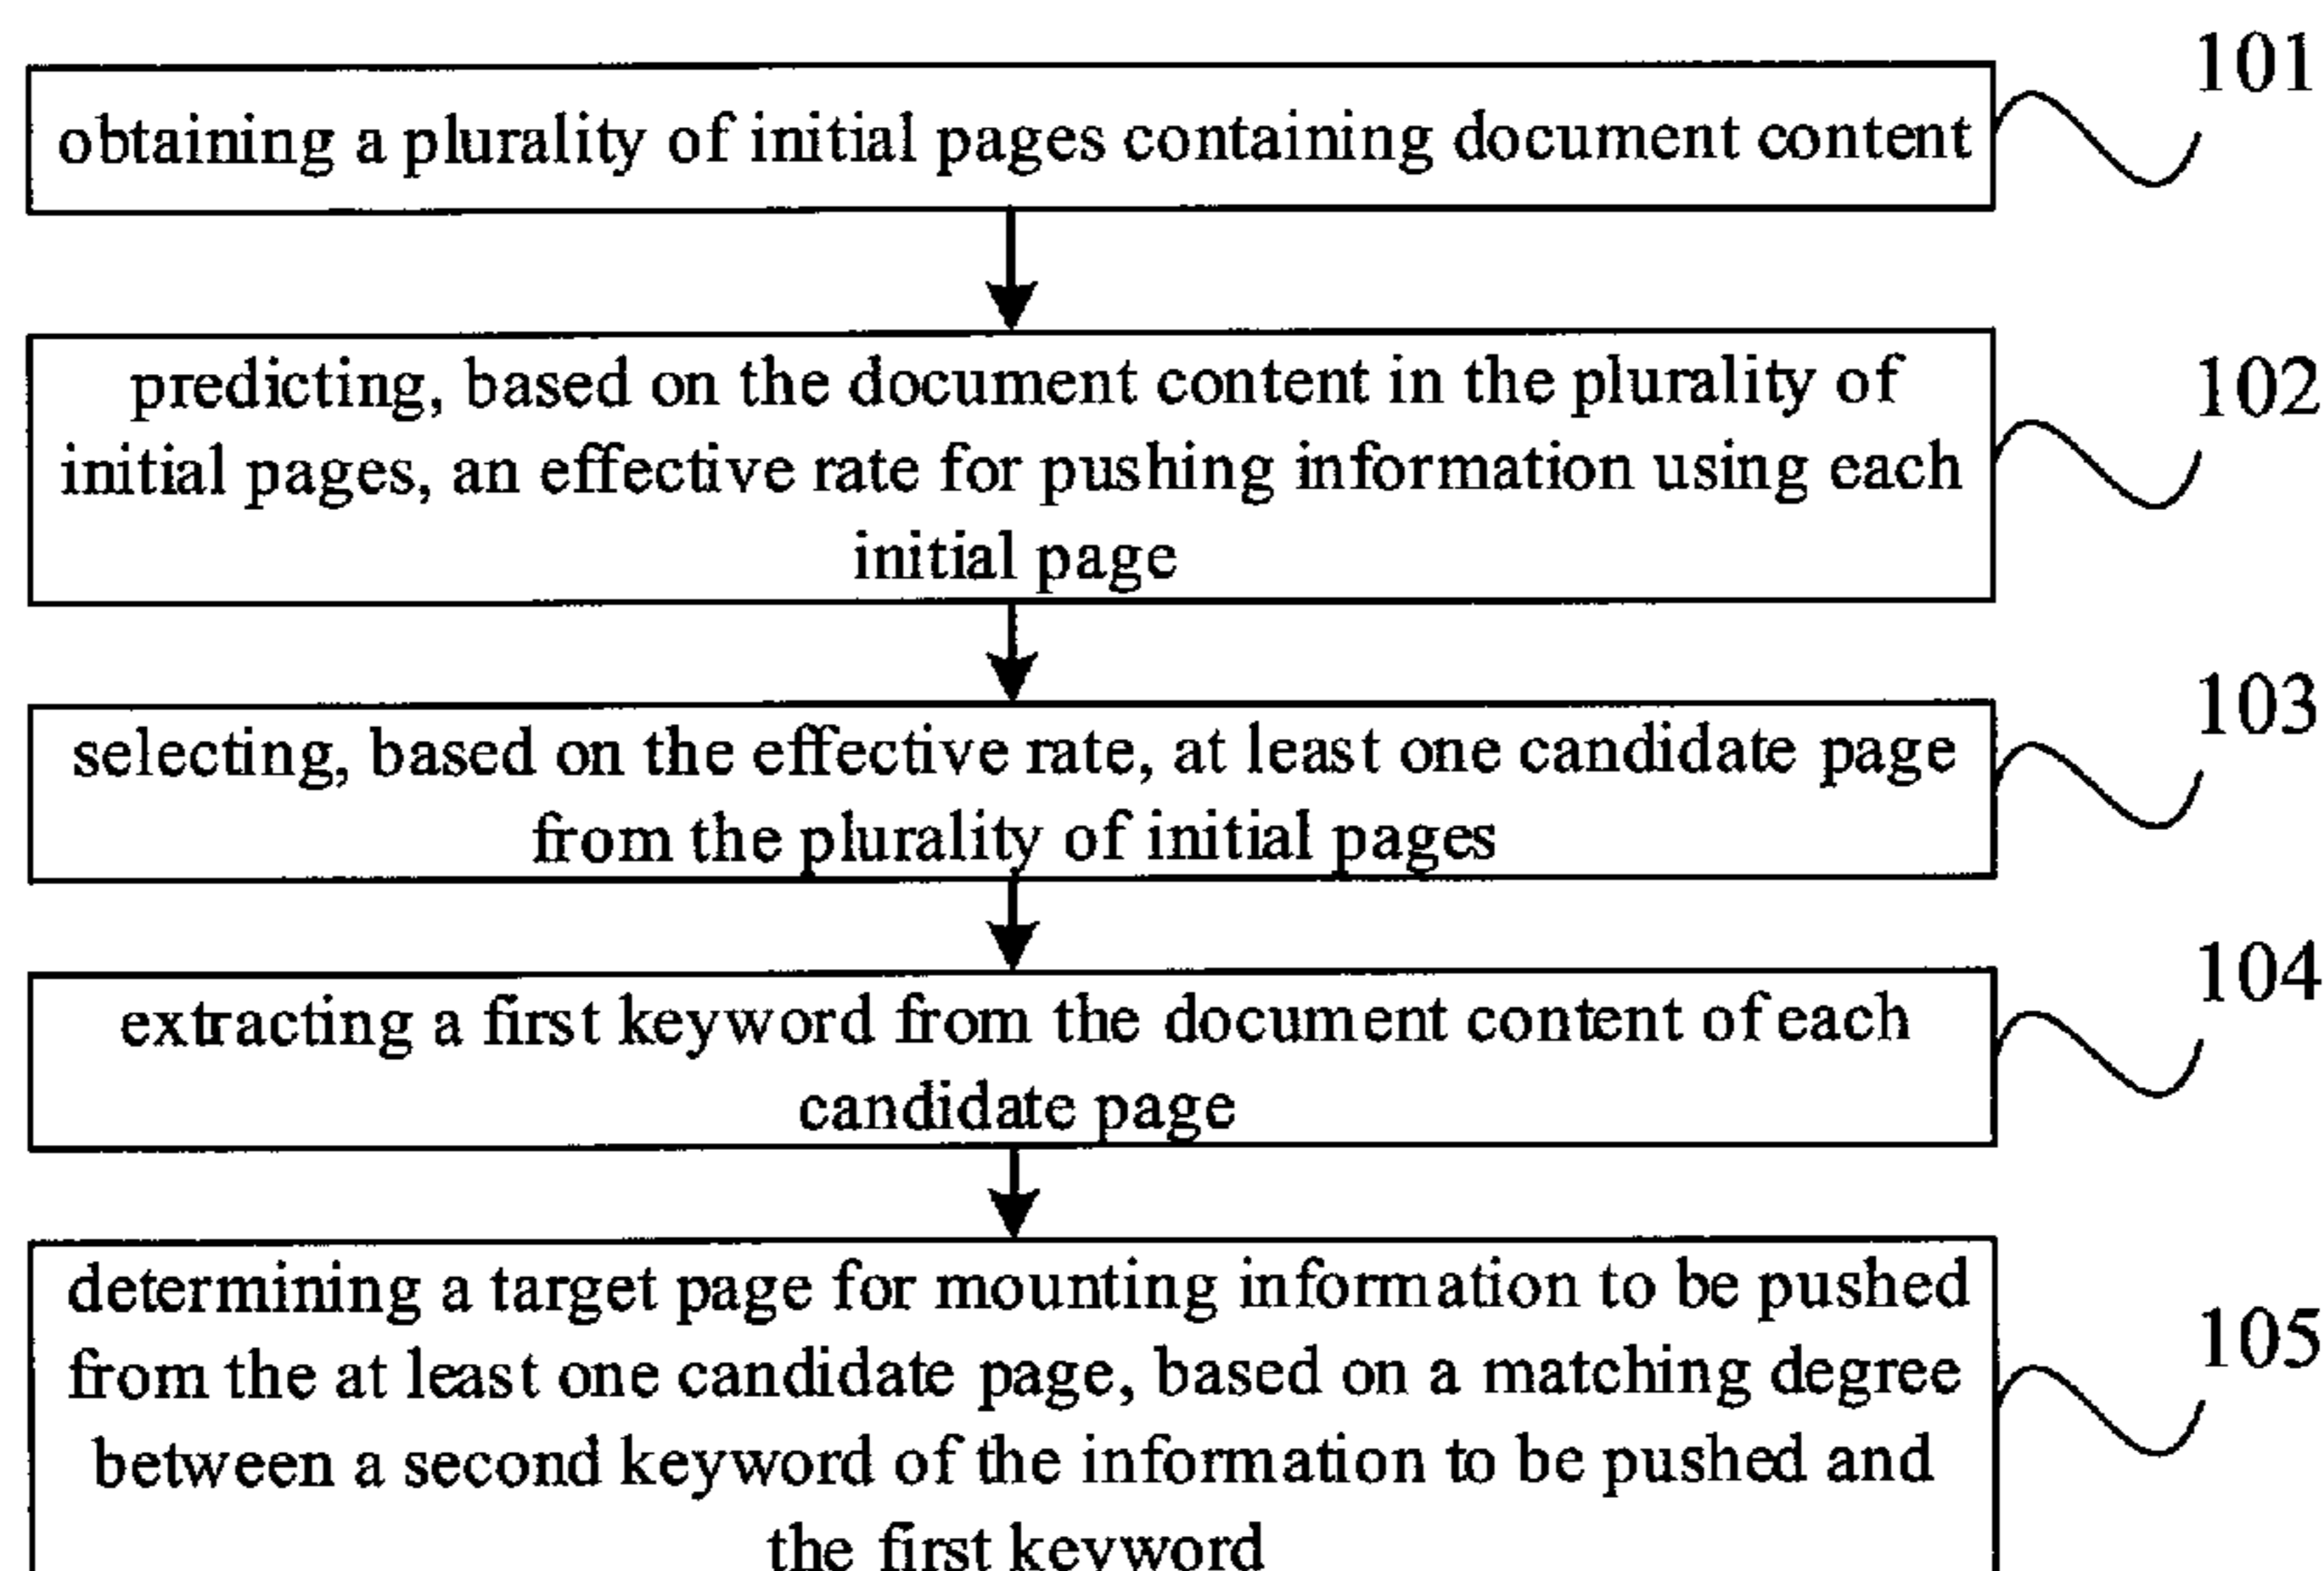 101
obtaining a plurality of initial pages containing document content
102
predicting, based on the document content in the plurality of
initial pages, an effective rate for pushing information using each
initial page
103
selecting, based on the effective rate, at least one candidate page
from the plurality of initial pages
104
extracting a first keyword from the document content of each
candidate page
105
determining a target page for mounting information to be pushed
from the at least one candidate page, based on a matching degree
between a second keyword of the information to be pushed and
the first keyword